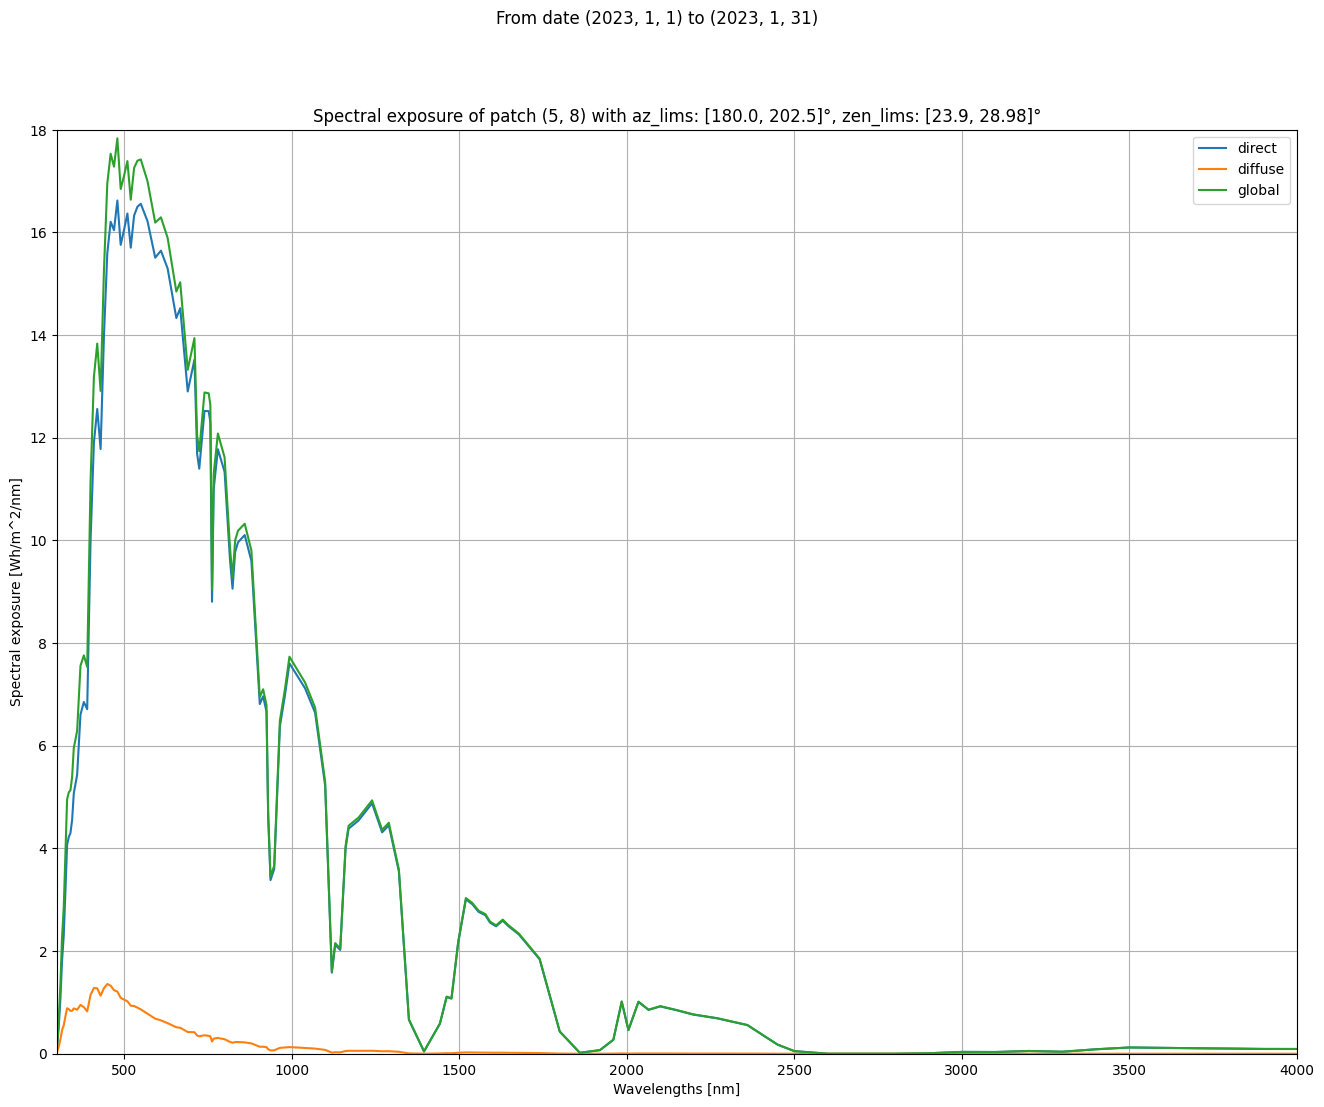 From date (2023, 1, 1) to (2023, 1, 31)
Spectral exposure of patch (5, 8) with az_lims: [180.0, 202.5]°, zen_lims: [23.9, 28.98]°
direct
diffuse
global
18
16
14
12
10
8
6
4
2
0
Spectral exposure [Wh/m^2/nm]
500 1000 1500 2000 2500 3000 3500 4000
Wavelengths [nm]